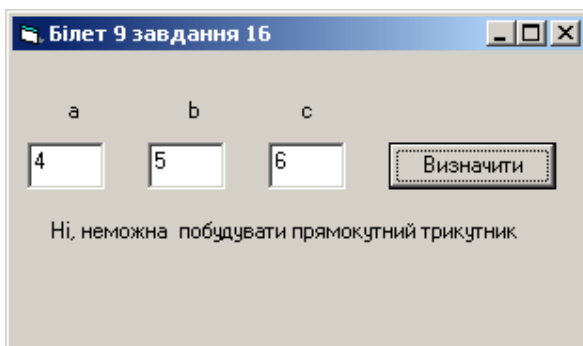 Білет 9 завдання 16
a b c
4 5 6 Визначити
Ні, неможна побудувати прямокутний трикутник